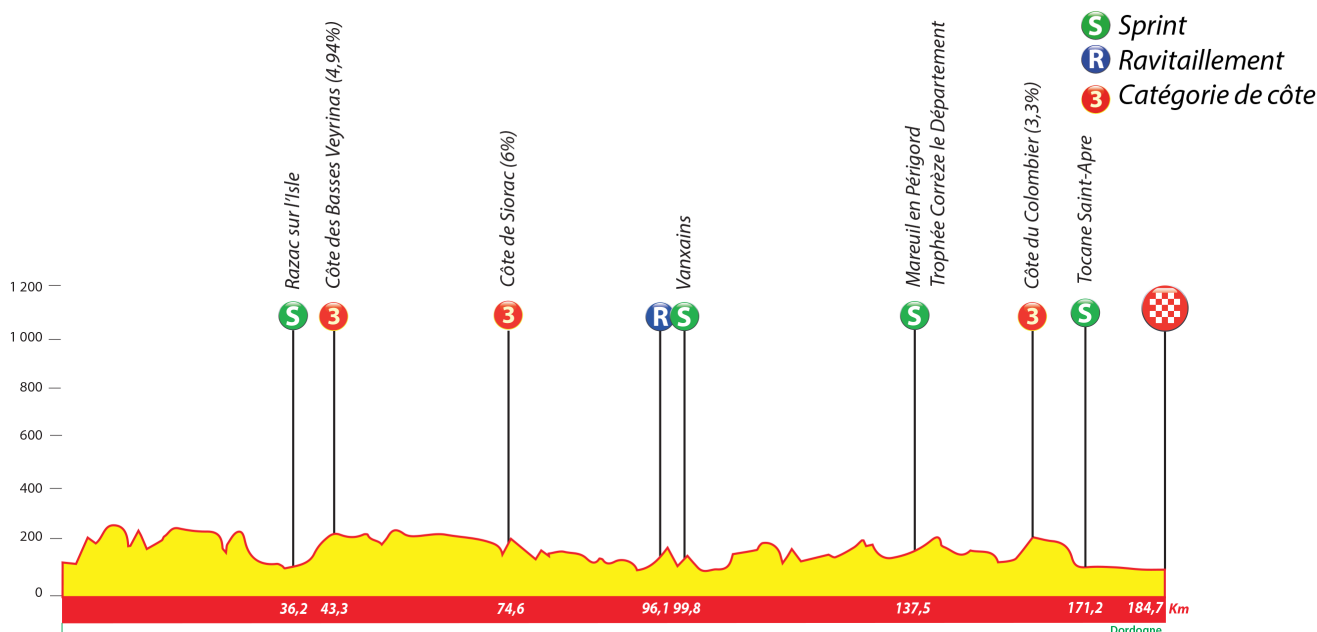 S Sprint
R Ravitaillement
3 Catégorie de côte
Razac sur l'Isle
Côte des Basses Veyrinas (4,94%)
Côte de Siorac (6%)
Vanxains
Mareuil en Périgord
Trophée Corrèze le Département
Côte du Colombier (3,3%)
Tocane Saint-Apre
S 3 3 R S S 3 S
1 200
1 000
800
600
400
200
0
36,2 43,3 74,6 96,1 99,8 137,5 171,2 184,7 Km
Dordogne